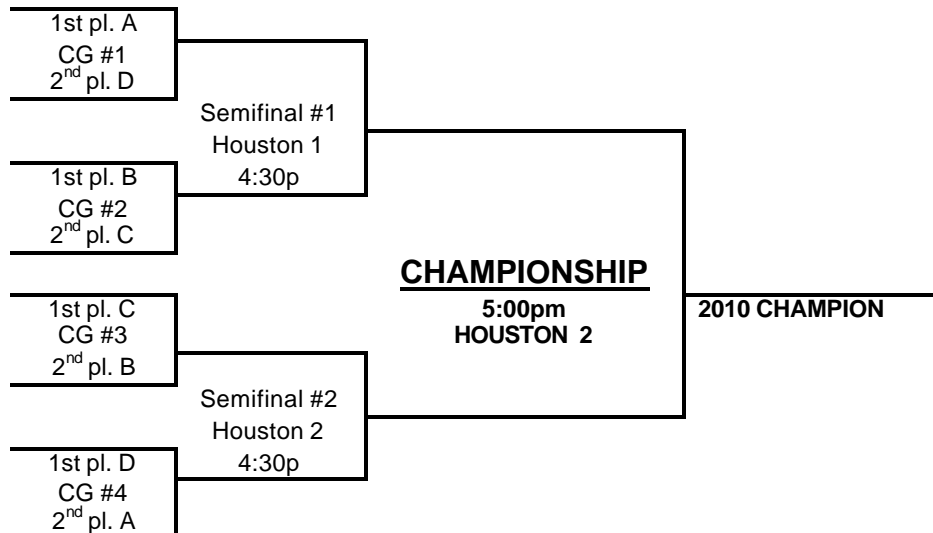 1st pl. A
CG #1
2nd pl. D
Semifinal #1
Houston 1
4:30p
1st pl. B
CG #2
2nd pl. C
CHAMPIONSHIP
5:00pm
HOUSTON 2
2010 CHAMPION
1st pl. C
CG #3
2nd pl. B
Semifinal #2
Houston 2
4:30p
1st pl. D
CG #4
2nd pl. A